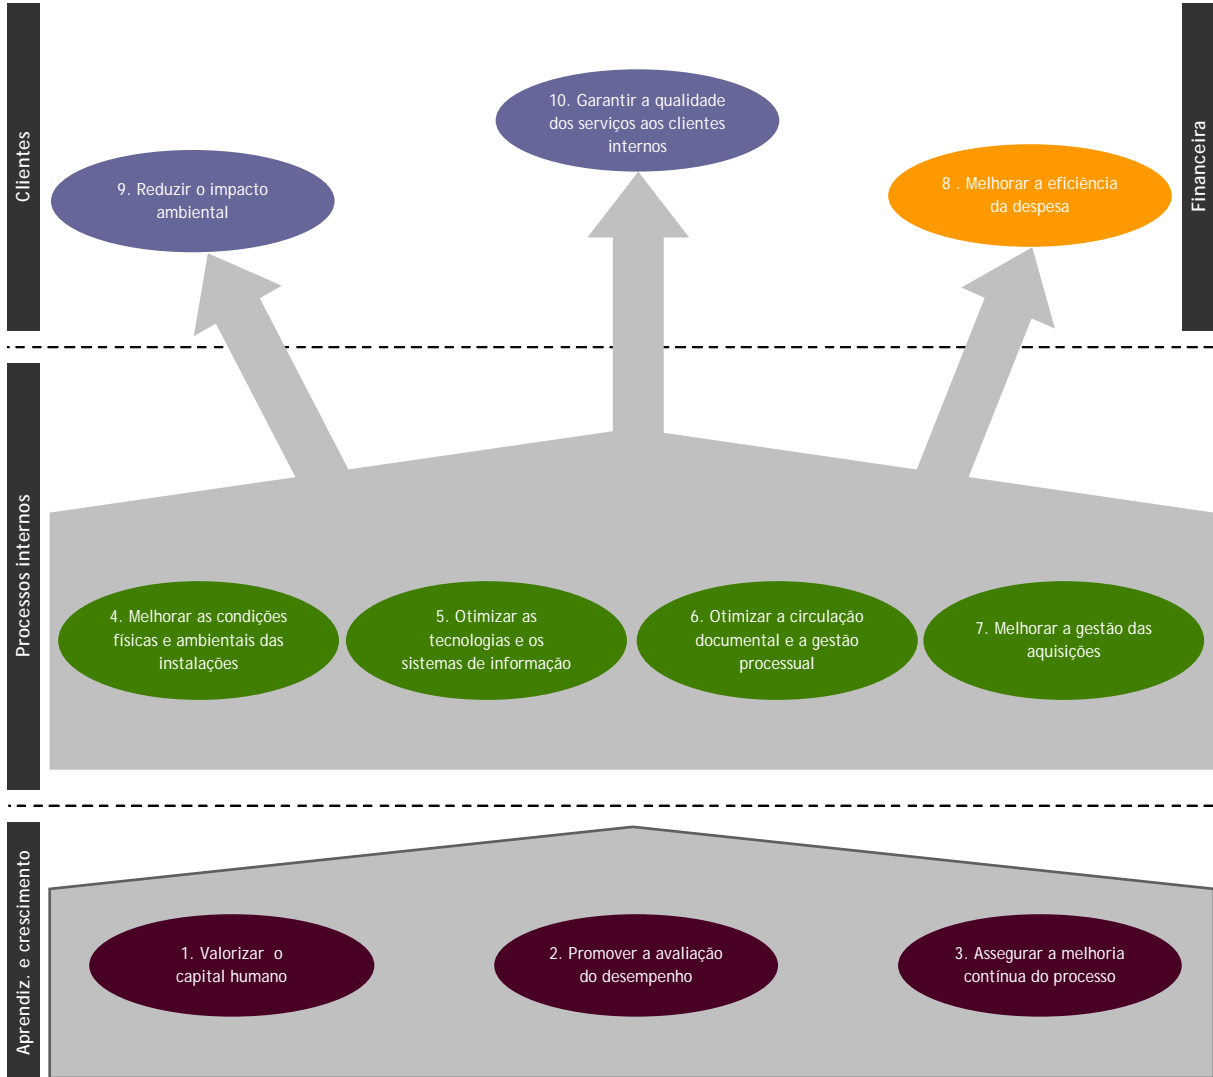 Clientes
Financeira
10. Garantir a qualidade
dos serviços aos clientes
internos
9. Reduzir o impacto
ambiental
8 . Melhorar a eficiência
da despesa
Processos internos
4. Melhorar as condições
físicas e ambientais das
instalações
5. Otimizar as
tecnologias e os
sistemas de informação
6. Otimizar a circulação
documental e a gestão
processual
7. Melhorar a gestão das
aquisições
Aprendiz. e crescimento
1. Valorizar  o
capital humano
2. Promover a avaliação
do desempenho
3. Assegurar a melhoria
contínua do processo